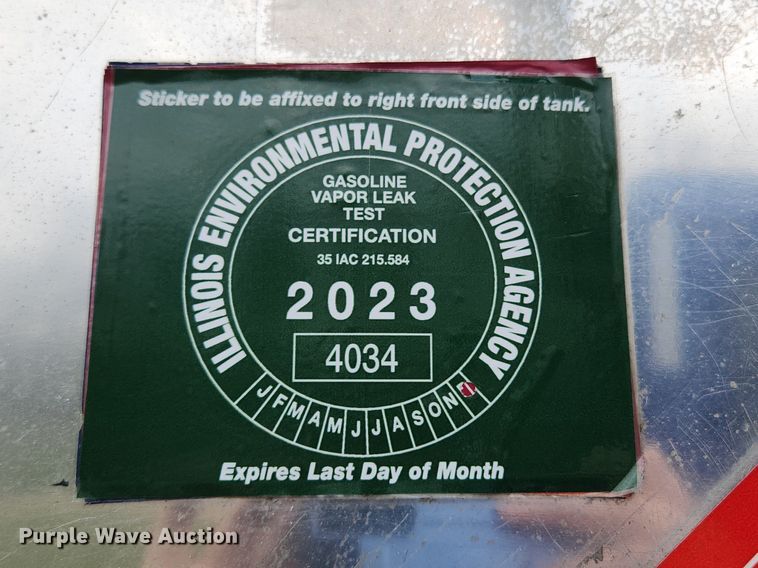 Sticker to be affixed to right front side of tank.
ILLINOIS ENVIRONMENTAL PROTECTION AGENCY
GASOLINE
VAPOR LEAK
TEST
CERTIFICATION
35 IAC 215.584
2023
4034
J F M A M J J A S O N
Expires Last Day of Month
Purple Wave Auction